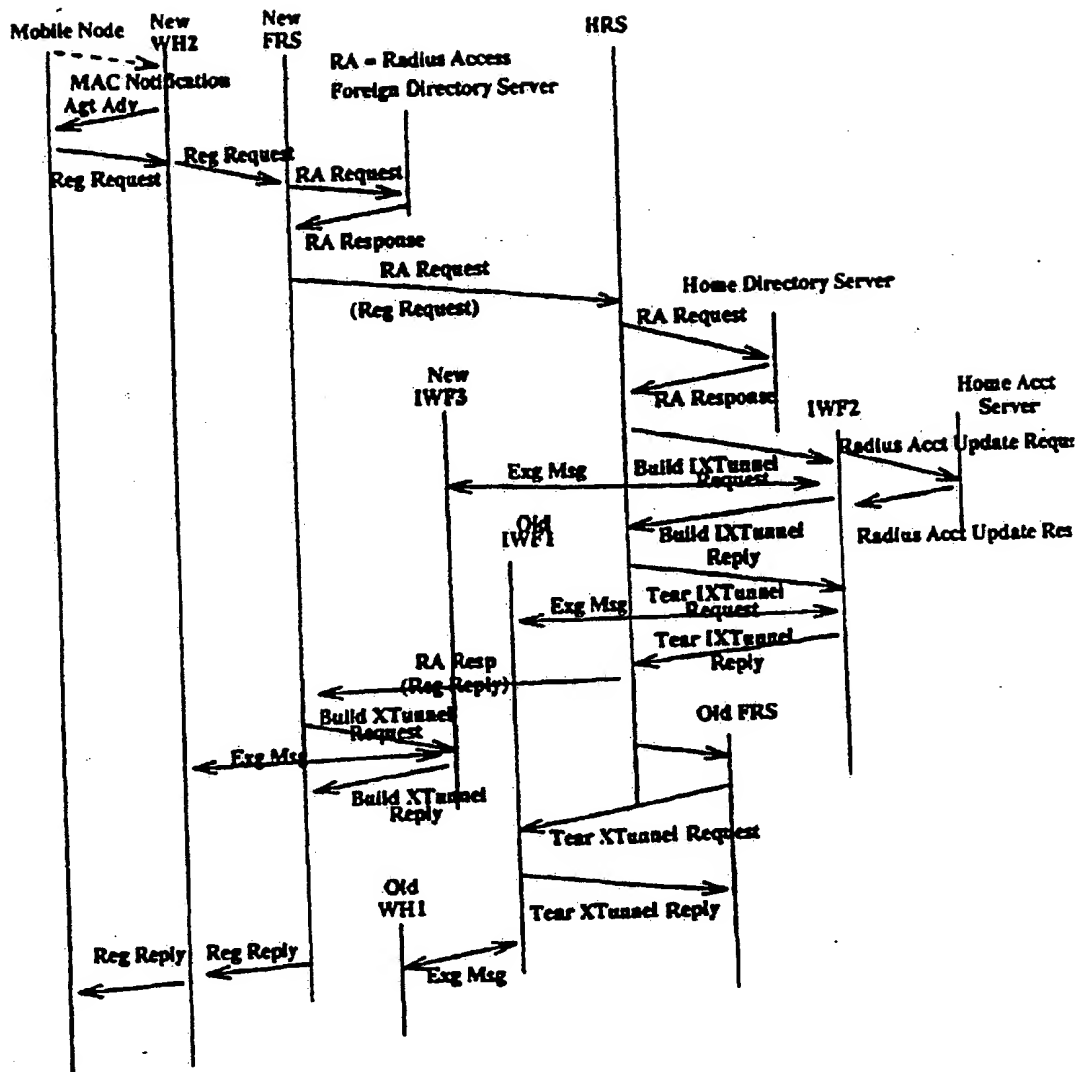 Mobile Node
New
WH2
New
FRS
HRS
RA = Radius Access
Foreign Directory Server
MAC Notification
Agt Adv
Reg Request
Reg Request
RA Request
RA Response
RA Request
(Reg Request)
Home Directory Server
RA Request
RA Response
New
IWF3
IWF2
Home Acct
Server
Radius Acct Update Reque
Exg Msg
Build IXTunnel
Request
Old
IWF1
Build IXTunnel
Reply
Radius Acct Update Res
Exg Msg
Tear IXTunnel
Request
Tear IXTunnel
Reply
RA Resp
(Reg Reply)
Old FRS
Build XTunnel
Request
Exg Msg
Build XTunnel
Reply
Tear XTunnel Request
Old
WH1
Tear XTunnel Reply
Reg Reply
Reg Reply
Exg Msg